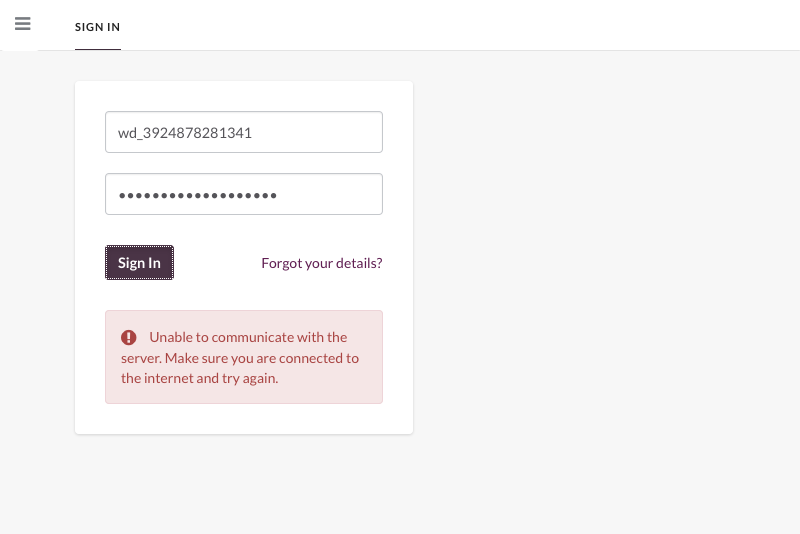 SIGN IN
wd_3924878281341
•••••••••••••••••••
Sign In
Forgot your details?
Unable to communicate with the
server. Make sure you are connected to
the internet and try again.